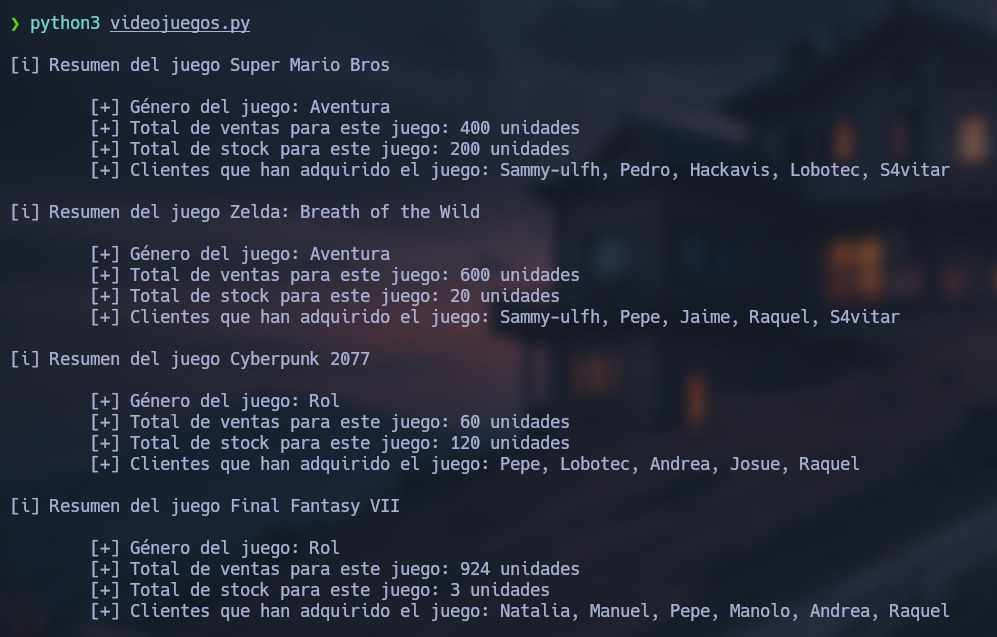 ❯ python3 videojuegos.py
[i] Resumen del juego Super Mario Bros
[+] Género del juego: Aventura
[+] Total de ventas para este juego: 400 unidades
[+] Total de stock para este juego: 200 unidades
[+] Clientes que han adquirido el juego: Sammy-ulfh, Pedro, Hackavis, Lobotec, S4vitar
[i] Resumen del juego Zelda: Breath of the Wild
[+] Género del juego: Aventura
[+] Total de ventas para este juego: 600 unidades
[+] Total de stock para este juego: 20 unidades
[+] Clientes que han adquirido el juego: Sammy-ulfh, Pepe, Jaime, Raquel, S4vitar
[i] Resumen del juego Cyberpunk 2077
[+] Género del juego: Rol
[+] Total de ventas para este juego: 60 unidades
[+] Total de stock para este juego: 120 unidades
[+] Clientes que han adquirido el juego: Pepe, Lobotec, Andrea, Josue, Raquel
[i] Resumen del juego Final Fantasy VII
[+] Género del juego: Rol
[+] Total de ventas para este juego: 924 unidades
[+] Total de stock para este juego: 3 unidades
[+] Clientes que han adquirido el juego: Natalia, Manuel, Pepe, Manolo, Andrea, Raquel